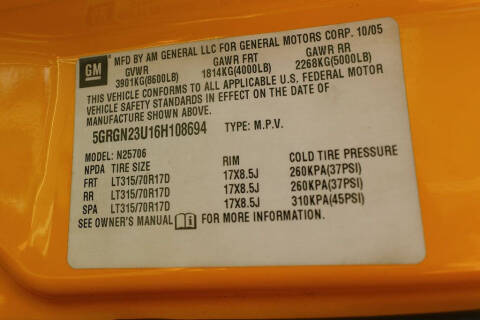 GM
MFD BY AM GENERAL LLC FOR GENERAL MOTORS CORP. 10/05
GVWR GAWR FRT GAWR RR
3901KG(8600LB) 1814KG(4000LB) 2268KG(5000LB)
THIS VEHICLE CONFORMS TO ALL APPLICABLE U.S. FEDERAL MOTOR
VEHICLE SAFETY STANDARDS IN EFFECT ON THE DATE OF
MANUFACTURE SHOWN ABOVE.
5GRGN23U16H108694 TYPE: M.P.V.
MODEL: N25706
NPDA TIRE SIZE RIM COLD TIRE PRESSURE
FRT LT315/70R17D 17X8.5J 260KPA(37PSI)
RR LT315/70R17D 17X8.5J 260KPA(37PSI)
SPA LT315/70R17D 17X8.5J 310KPA(45PSI)
SEE OWNER'S MANUAL FOR MORE INFORMATION.